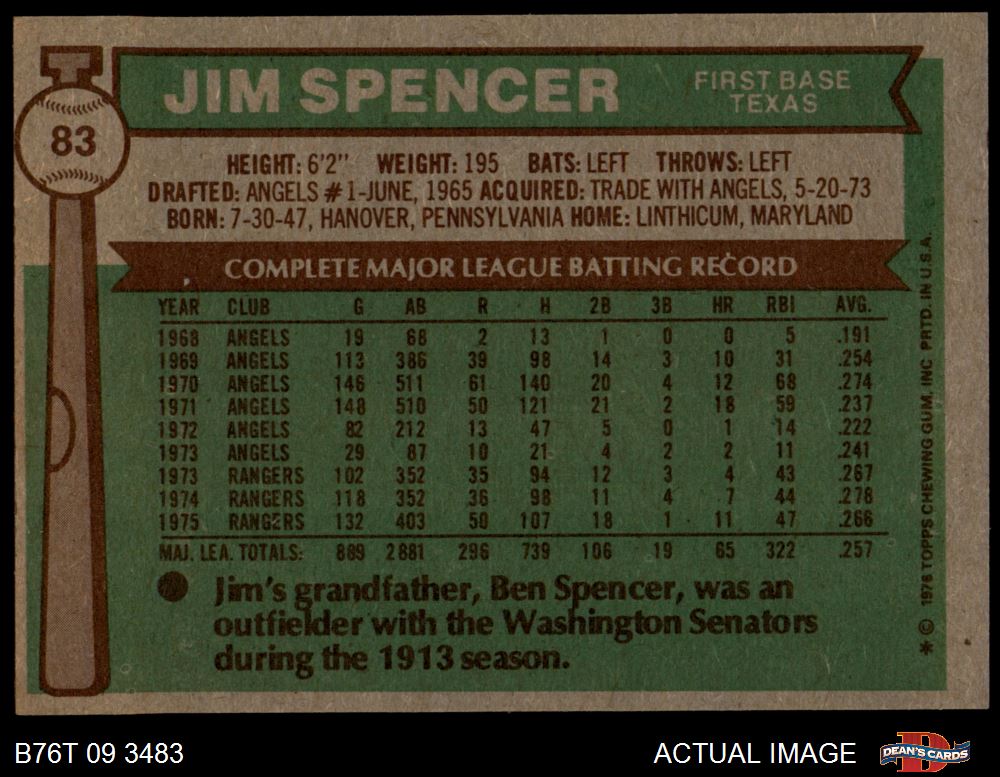 83
JIM SPENCER
FIRST BASE
TEXAS
HEIGHT: 6'2" WEIGHT: 195 BATS: LEFT THROWS: LEFT
DRAFTED: ANGELS #1-JUNE, 1965 ACQUIRED: TRADE WITH ANGELS, 5-20-73
BORN: 7-30-47, HANOVER, PENNSYLVANIA HOME: LINTHICUM, MARYLAND
COMPLETE MAJOR LEAGUE BATTING RECORD
YEAR CLUB G AB R H 2B 3B HR RBI AVG.
1968 ANGELS 19 68 2 13 1 0 0 5 .191
1969 ANGELS 113 386 39 98 14 3 10 31 .254
1970 ANGELS 146 511 61 140 20 4 12 68 .274
1971 ANGELS 148 510 50 121 21 2 18 59 .237
1972 ANGELS 82 212 13 47 5 0 1 14 .222
1973 ANGELS 29 87 10 21 4 2 2 11 .241
1973 RANGERS 102 352 35 94 12 3 4 43 .267
1974 RANGERS 118 352 36 98 11 4 7 44 .278
1975 RANGERS 132 403 50 107 18 1 11 47 .266
MAJ. LEA. TOTALS: 889 2881 296 739 106 19 65 322 .257
Jim's grandfather, Ben Spencer, was an
outfielder with the Washington Senators
during the 1913 season.
* © 1976 TOPPS CHEWING GUM, INC PRTD. IN U.S.A.
B76T 09 3483
ACTUAL IMAGE
DEAN'S CARDS